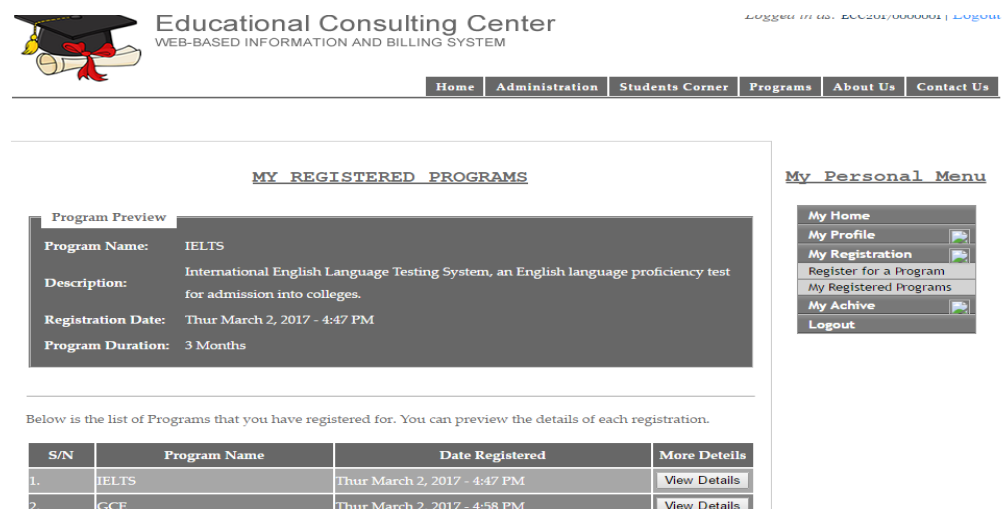 Educational Consulting Center
WEB-BASED INFORMATION AND BILLING SYSTEM
Logged in as: | Logout
Home Administration Students Corner Programs About Us Contact Us
MY REGISTERED PROGRAMS
Program Preview
Program Name: IELTS
Description: International English Language Testing System, an English language proficiency test
for admission into colleges.
Registration Date: Thur March 2, 2017 - 4:47 PM
Program Duration: 3 Months
Below is the list of Programs that you have registered for. You can preview the details of each registration.
S/N Program Name Date Registered More Deteils
1. IELTS Thur March 2, 2017 - 4:47 PM View Details
2. GCE Thur March 2, 2017 - 4:58 PM View Details
My Personal Menu
My Home
My Profile
My Registration
Register for a Program
My Registered Programs
My Achive
Logout